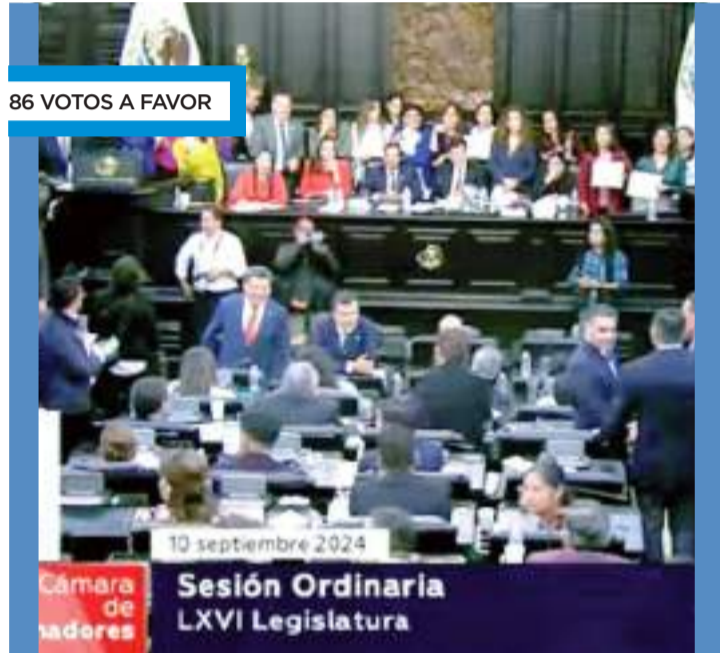 86 VOTOS A FAVOR
10 septiembre 2024
Cámara
de
nadores
Sesión Ordinaria
LXVI Legislatura